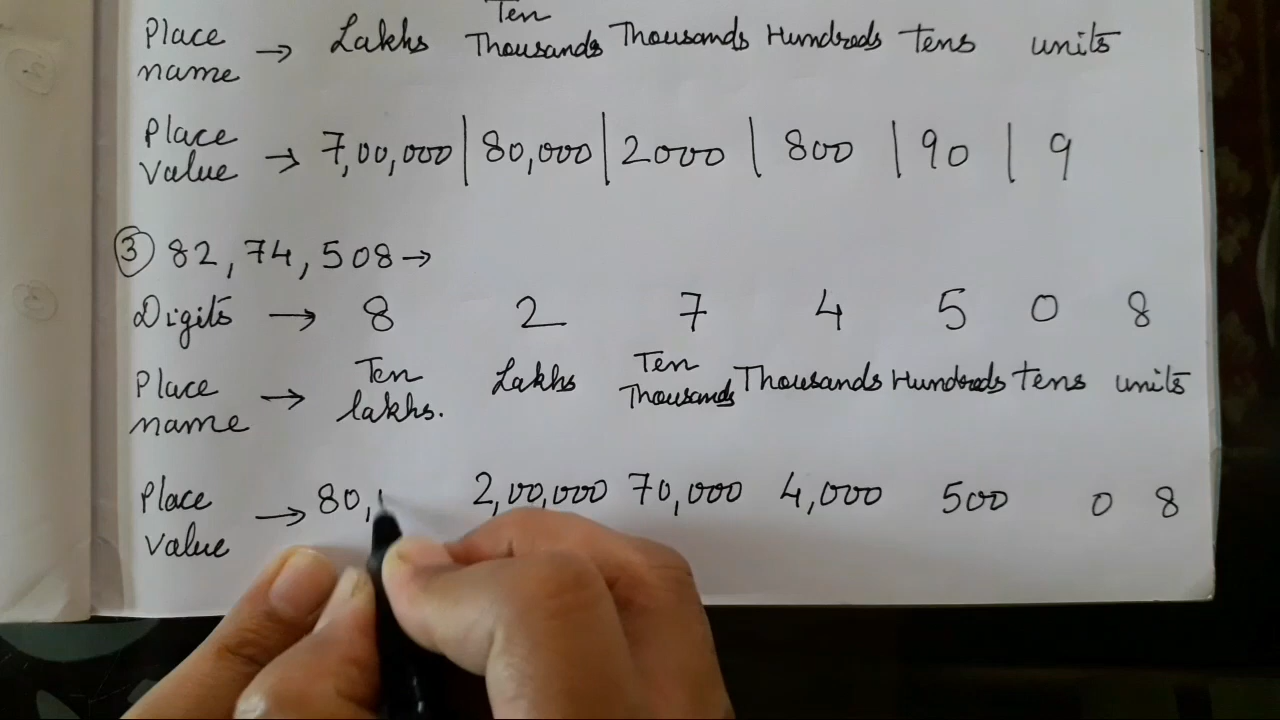 Place name → Lakhs Ten Thousands Thousands Hundreds tens units
Place value → 7,00,000 | 80,000 | 2000 | 800 | 90 | 9
③ 82,74,508 →
Digits → 8 2 7 4 5 0 8
Place name → Ten lakhs. Lakhs Ten Thousands Thousands Hundreds tens units
Place value → 80, 2,00,000 70,000 4,000 500 0 8